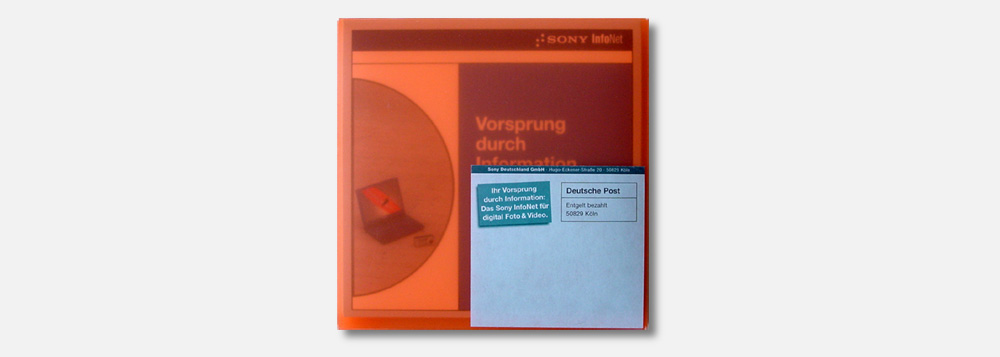 SONY InfoNet
Vorsprung
durch
Information
Sony Deutschland GmbH · Hugo-Eckener-Straße 20 · 50829 Köln
Ihr Vorsprung
durch Information:
Das Sony InfoNet für
digital Foto & Video.
Deutsche Post
Entgelt bezahlt
50829 Köln